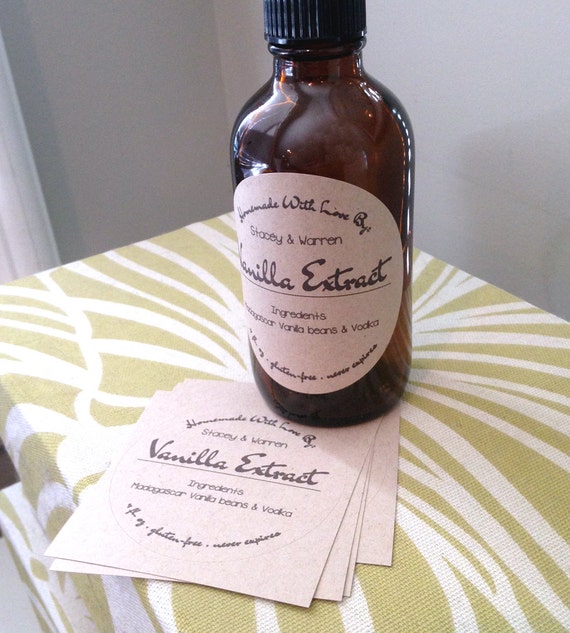 Homemade With Love By:
Stacey & Warren
Vanilla Extract
Ingredients
Madagascar Vanilla beans & Vodka
gluten-free . never expires
Homemade With Love By:
Stacey & Warren
Vanilla Extract
Ingredients
Madagascar Vanilla beans & Vodka
gluten-free . never expires